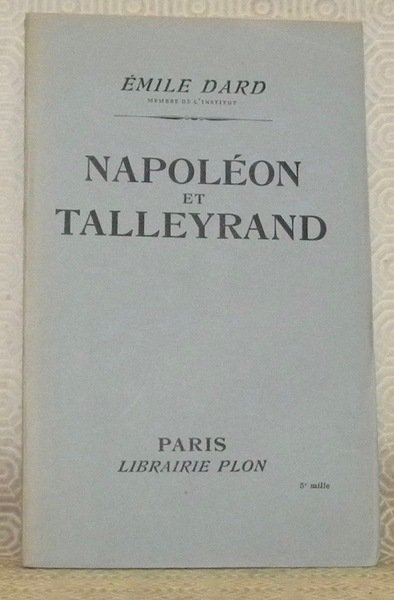 ÉMILE DARD
MEMBRE DE L'INSTITUT
NAPOLÉON
ET
TALLEYRAND
PARIS
LIBRAIRIE PLON
5e mille